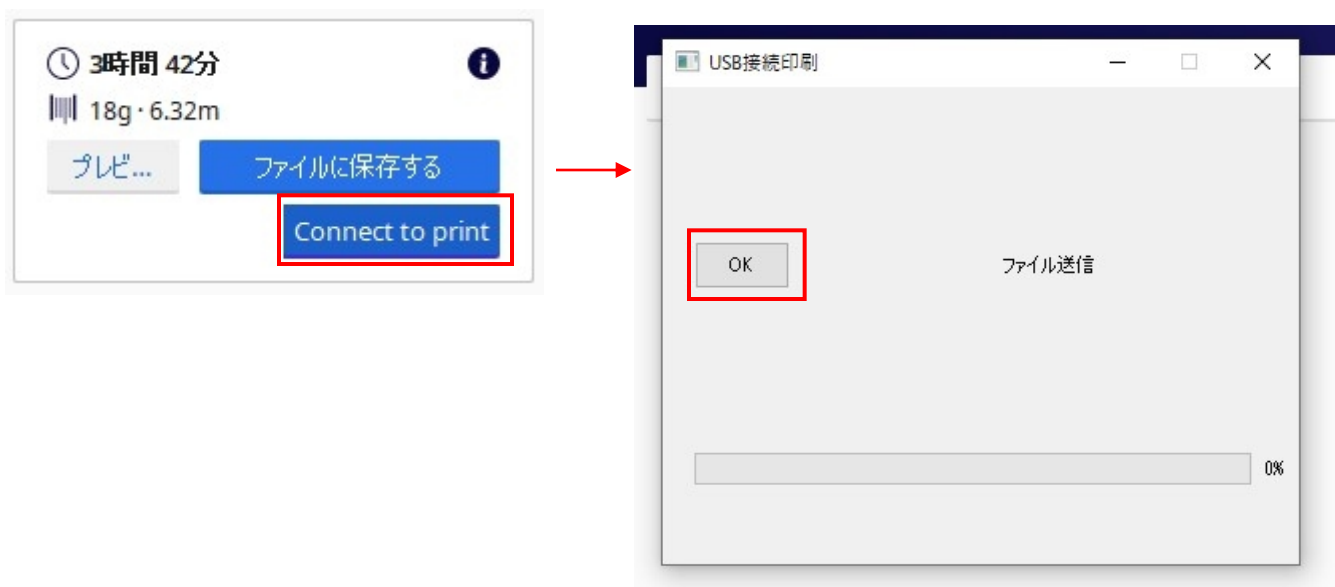 3時間 42分
18g · 6.32m
プレビ...
ファイルに保存する
Connect to print
USB接続印刷
OK
ファイル送信
0%